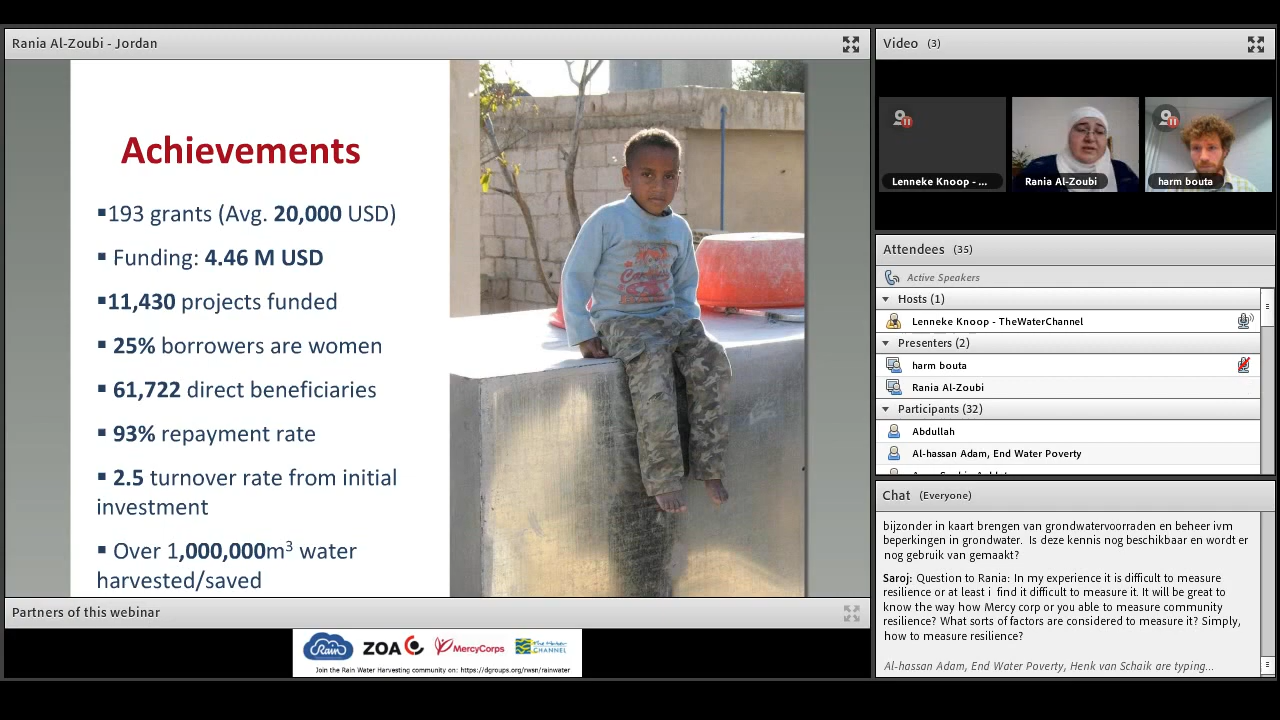 Rania Al-Zoubi - Jordan
Achievements
▪193 grants (Avg. 20,000 USD)
▪ Funding: 4.46 M USD
▪11,430 projects funded
▪ 25% borrowers are women
▪ 61,722 direct beneficiaries
▪ 93% repayment rate
▪ 2.5 turnover rate from initial
investment
▪ Over 1,000,000m³ water
harvested/saved
Partners of this webinar
Rain
ZOA
MercyCorps
The Water
CHANNEL
Join the Rain Water Harvesting community on: https://dgroups.org/rwsn/rainwater
Video (3)
Lenneke Knoop - ...
Rania Al-Zoubi
harm bouta
Attendees (35)
Active Speakers
Hosts (1)
Lenneke Knoop - TheWaterChannel
Presenters (2)
harm bouta
Rania Al-Zoubi
Participants (32)
Abdullah
Al-hassan Adam, End Water Poverty
Chat (Everyone)
bijzonder in kaart brengen van grondwatervoorraden en beheer ivm
beperkingen in grondwater. Is deze kennis nog beschikbaar en wordt er
nog gebruik van gemaakt?
Saroj: Question to Rania: In my experience it is difficult to measure
resilience or at least i find it difficult to measure it. It will be great to
know the way how Mercy corp or you able to measure community
resilience? What sorts of factors are considered to measure it? Simply,
how to measure resilience?
Al-hassan Adam, End Water Poverty, Henk van Schaik are typing...